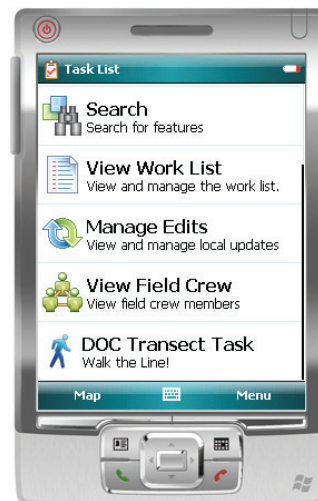 Task List
Search
Search for features
View Work List
View and manage the work list.
Manage Edits
View and manage local updates
View Field Crew
View field crew members
DOC Transect Task
Walk the Line!
Map Menu